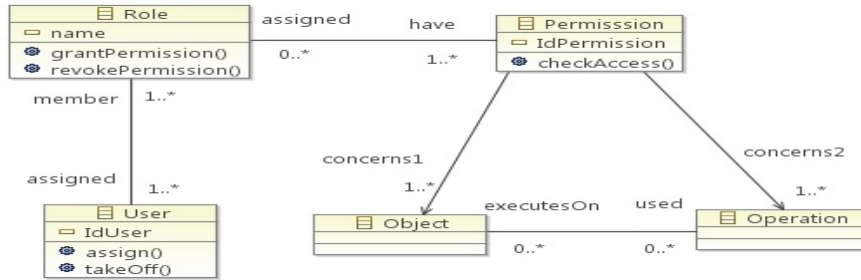 Role
name
grantPermission()
revokePermission()
assigned
have
0..*
1..*
Permisssion
IdPermission
checkAccess()
member
1..*
assigned
1..*
User
IdUser
assign()
takeOff()
concerns1
1..*
concerns2
1..*
Object
executesOn
used
0..*
0..*
Operation